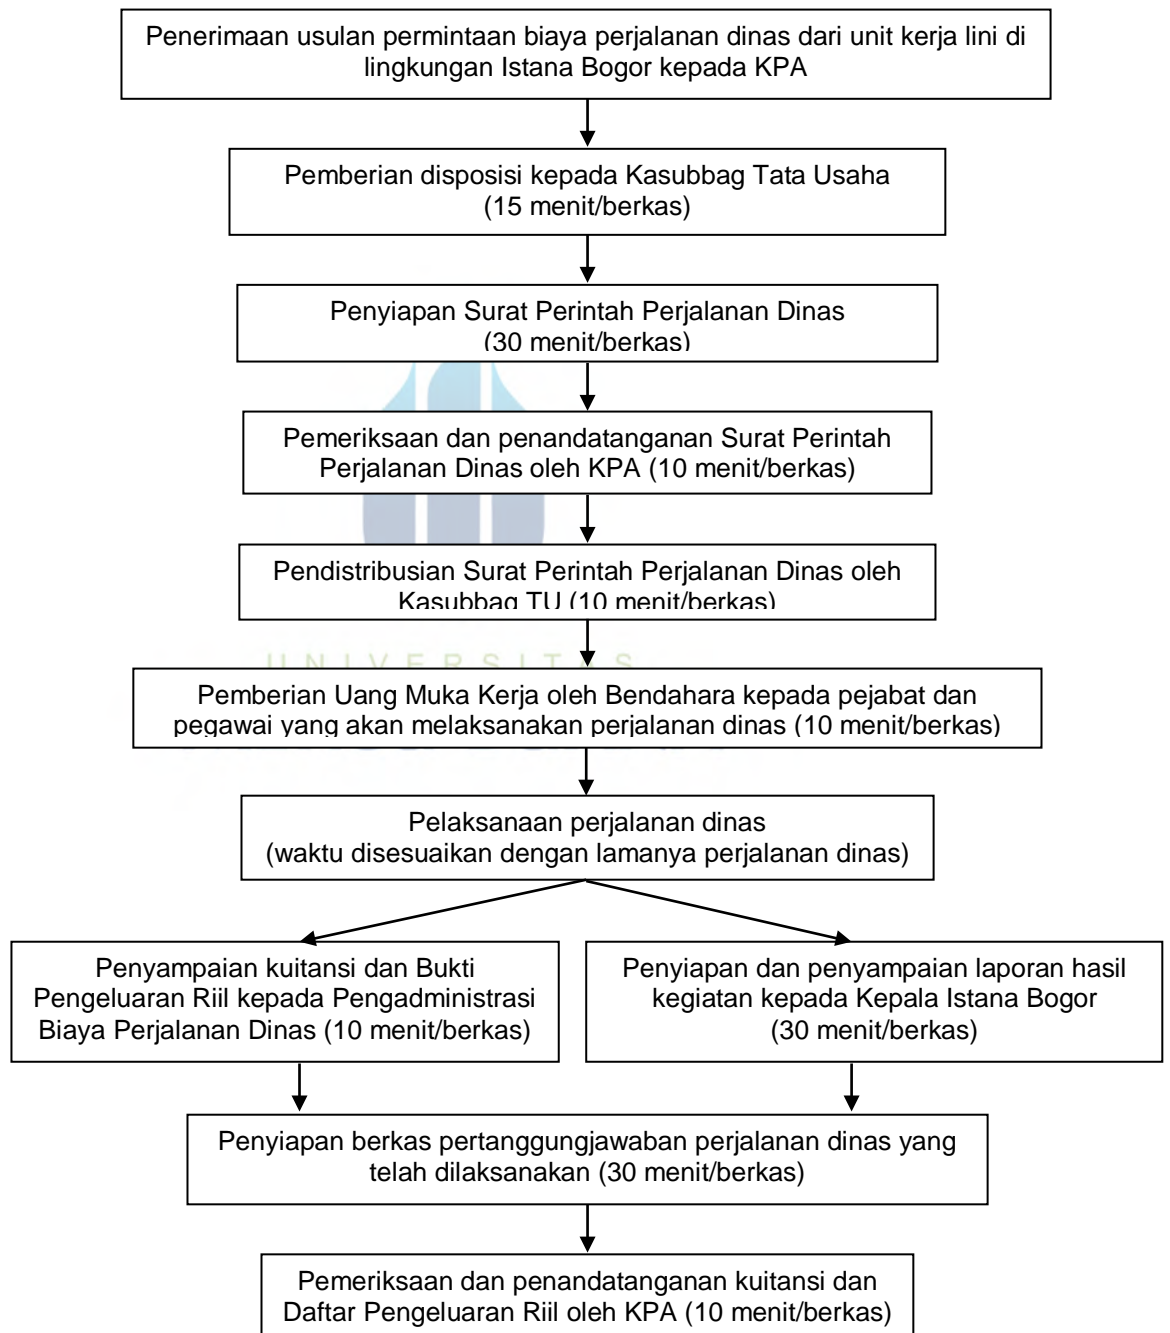 Penerimaan usulan permintaan biaya perjalanan dinas dari unit kerja lini di
lingkungan Istana Bogor kepada KPA
Pemberian disposisi kepada Kasubbag Tata Usaha
(15 menit/berkas)
Penyiapan Surat Perintah Perjalanan Dinas
(30 menit/berkas)
Pemeriksaan dan penandatanganan Surat Perintah
Perjalanan Dinas oleh KPA (10 menit/berkas)
Pendistribusian Surat Perintah Perjalanan Dinas oleh
Kasubbag TU (10 menit/berkas)
UNIVERSITAS
Pemberian Uang Muka Kerja oleh Bendahara kepada pejabat dan
pegawai yang akan melaksanakan perjalanan dinas (10 menit/berkas)
Pelaksanaan perjalanan dinas
(waktu disesuaikan dengan lamanya perjalanan dinas)
Penyampaian kuitansi dan Bukti
Pengeluaran Riil kepada Pengadministrasi
Biaya Perjalanan Dinas (10 menit/berkas)
Penyiapan dan penyampaian laporan hasil
kegiatan kepada Kepala Istana Bogor
(30 menit/berkas)
Penyiapan berkas pertanggungjawaban perjalanan dinas yang
telah dilaksanakan (30 menit/berkas)
Pemeriksaan dan penandatanganan kuitansi dan
Daftar Pengeluaran Riil oleh KPA (10 menit/berkas)